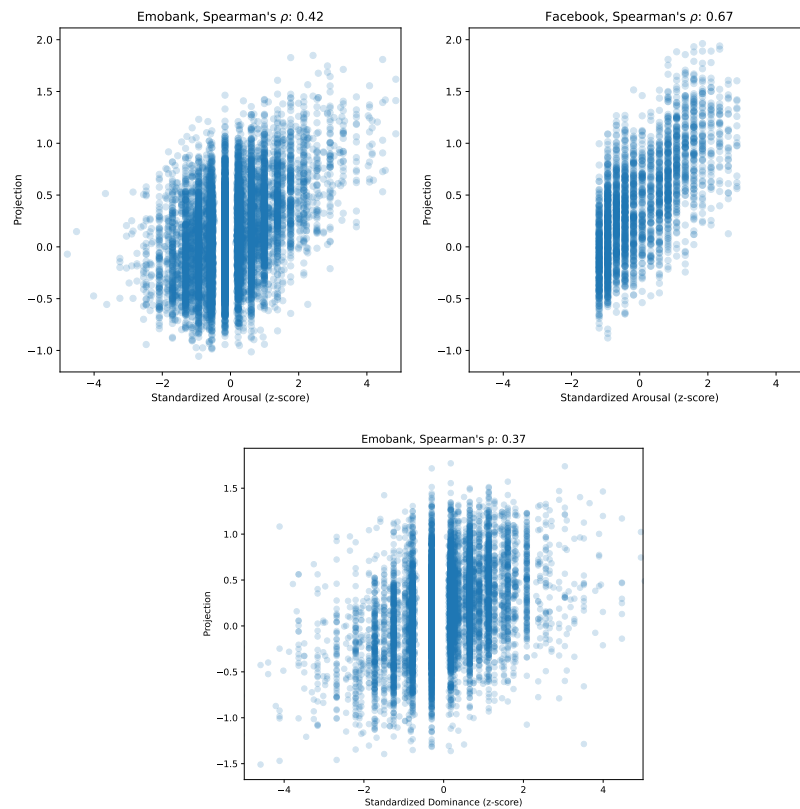 Emobank, Spearman's ρ: 0.42
2.0
1.5
1.0
0.5
0.0
−0.5
−1.0
Projection
−4 −2 0 2 4
Standardized Arousal (z-score)
Facebook, Spearman's ρ: 0.67
2.0
1.5
1.0
0.5
0.0
−0.5
−1.0
Projection
−4 −2 0 2 4
Standardized Arousal (z-score)
Emobank, Spearman's ρ: 0.37
1.5
1.0
0.5
0.0
−0.5
−1.0
−1.5
Projection
−4 −2 0 2 4
Standardized Dominance (z-score)